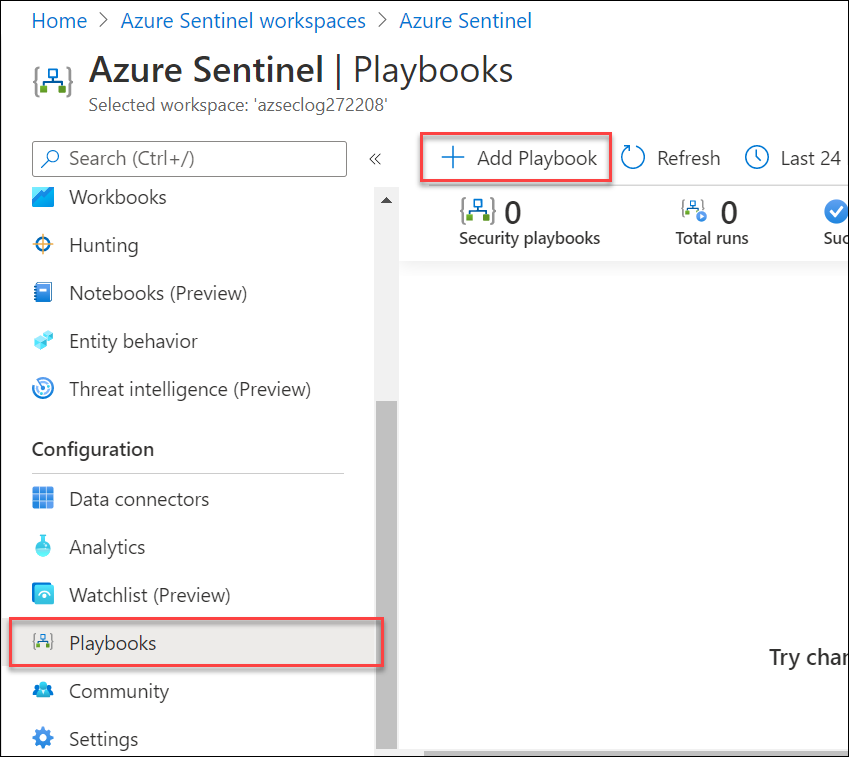 Home > Azure Sentinel workspaces > Azure Sentinel
Azure Sentinel | Playbooks
Selected workspace: 'azseclog272208'
Search (Ctrl+/)
«
Workbooks
Hunting
Notebooks (Preview)
Entity behavior
Threat intelligence (Preview)
Configuration
Data connectors
Analytics
Watchlist (Preview)
Playbooks
Community
Settings
+ Add Playbook Refresh Last 24
0 0
Security playbooks Total runs Suc
Try char